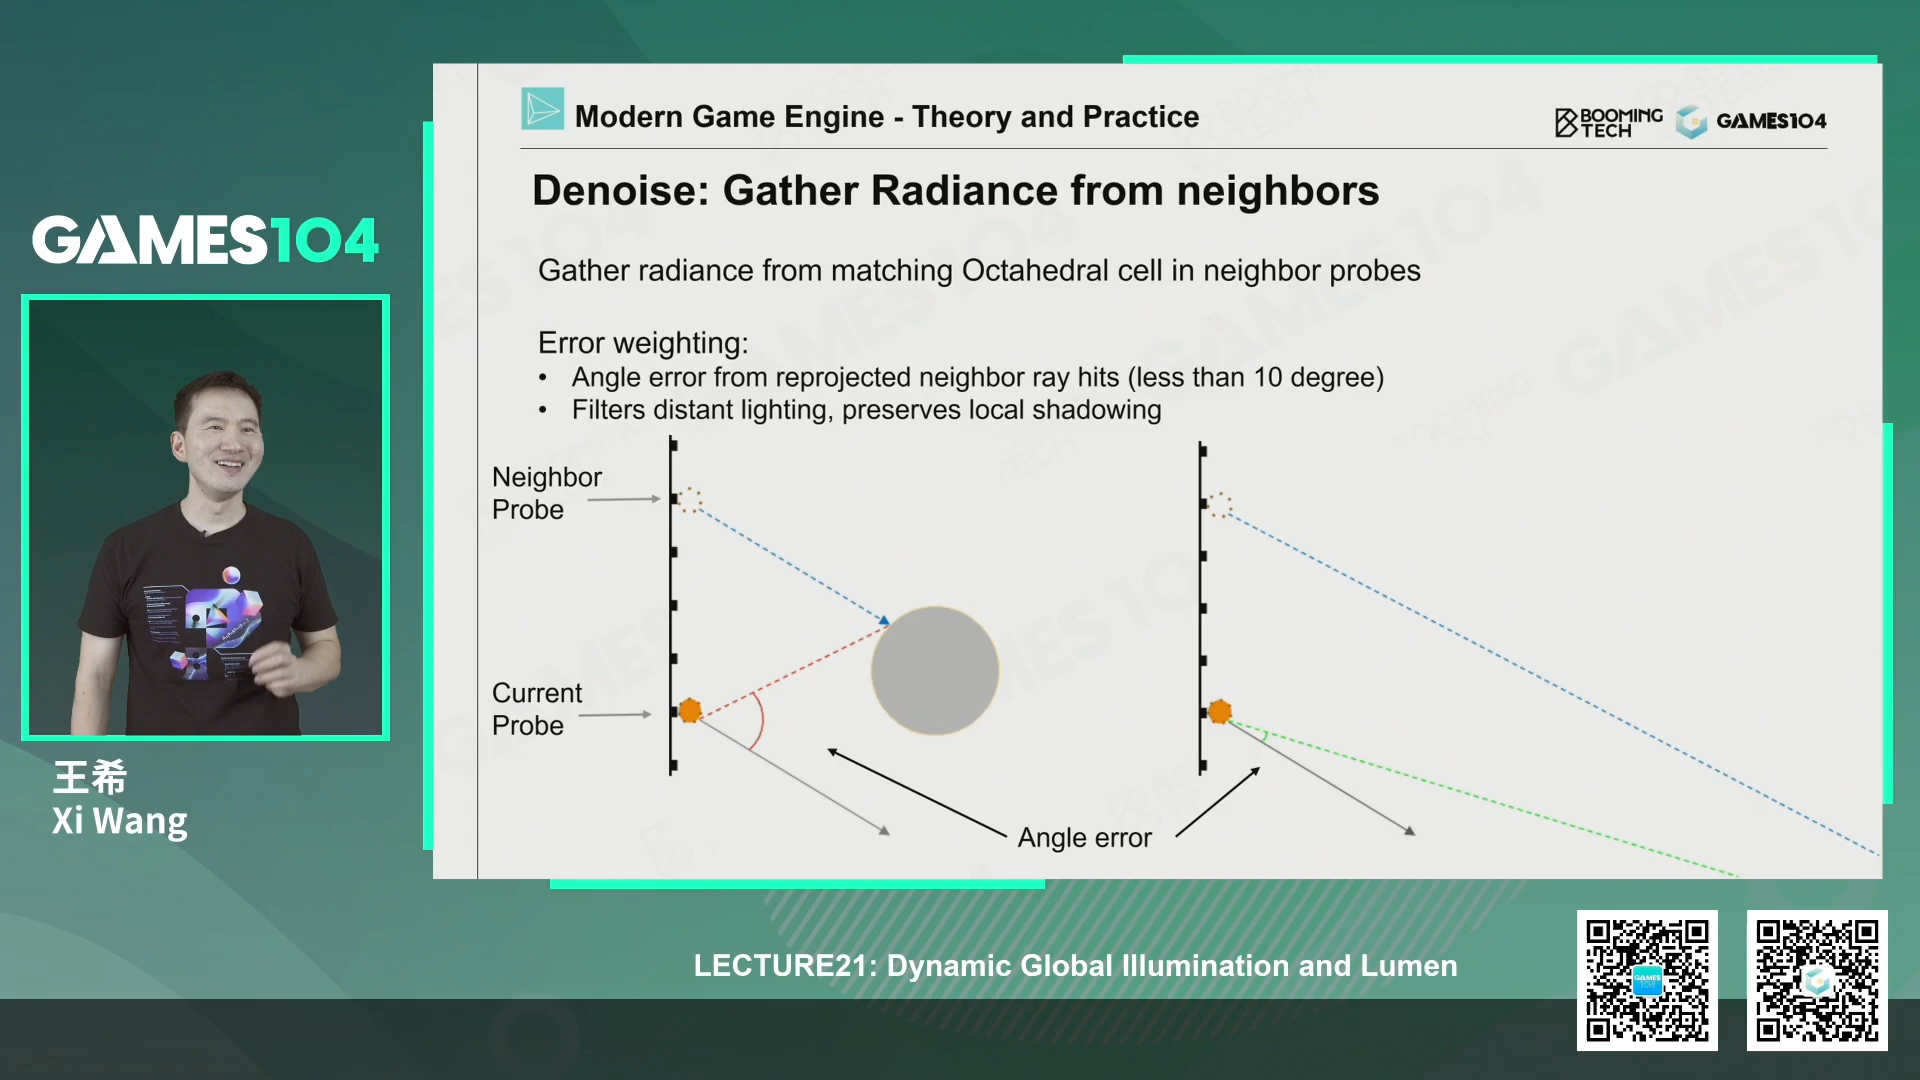 Modern Game Engine - Theory and Practice
BOOMING TECH
GAMES104
Denoise: Gather Radiance from neighbors
GAMES104
Gather radiance from matching Octahedral cell in neighbor probes
Error weighting:
• Angle error from reprojected neighbor ray hits (less than 10 degree)
• Filters distant lighting, preserves local shadowing
Neighbor
Probe
Current
Probe
Angle error
王希
Xi Wang
LECTURE21: Dynamic Global Illumination and Lumen